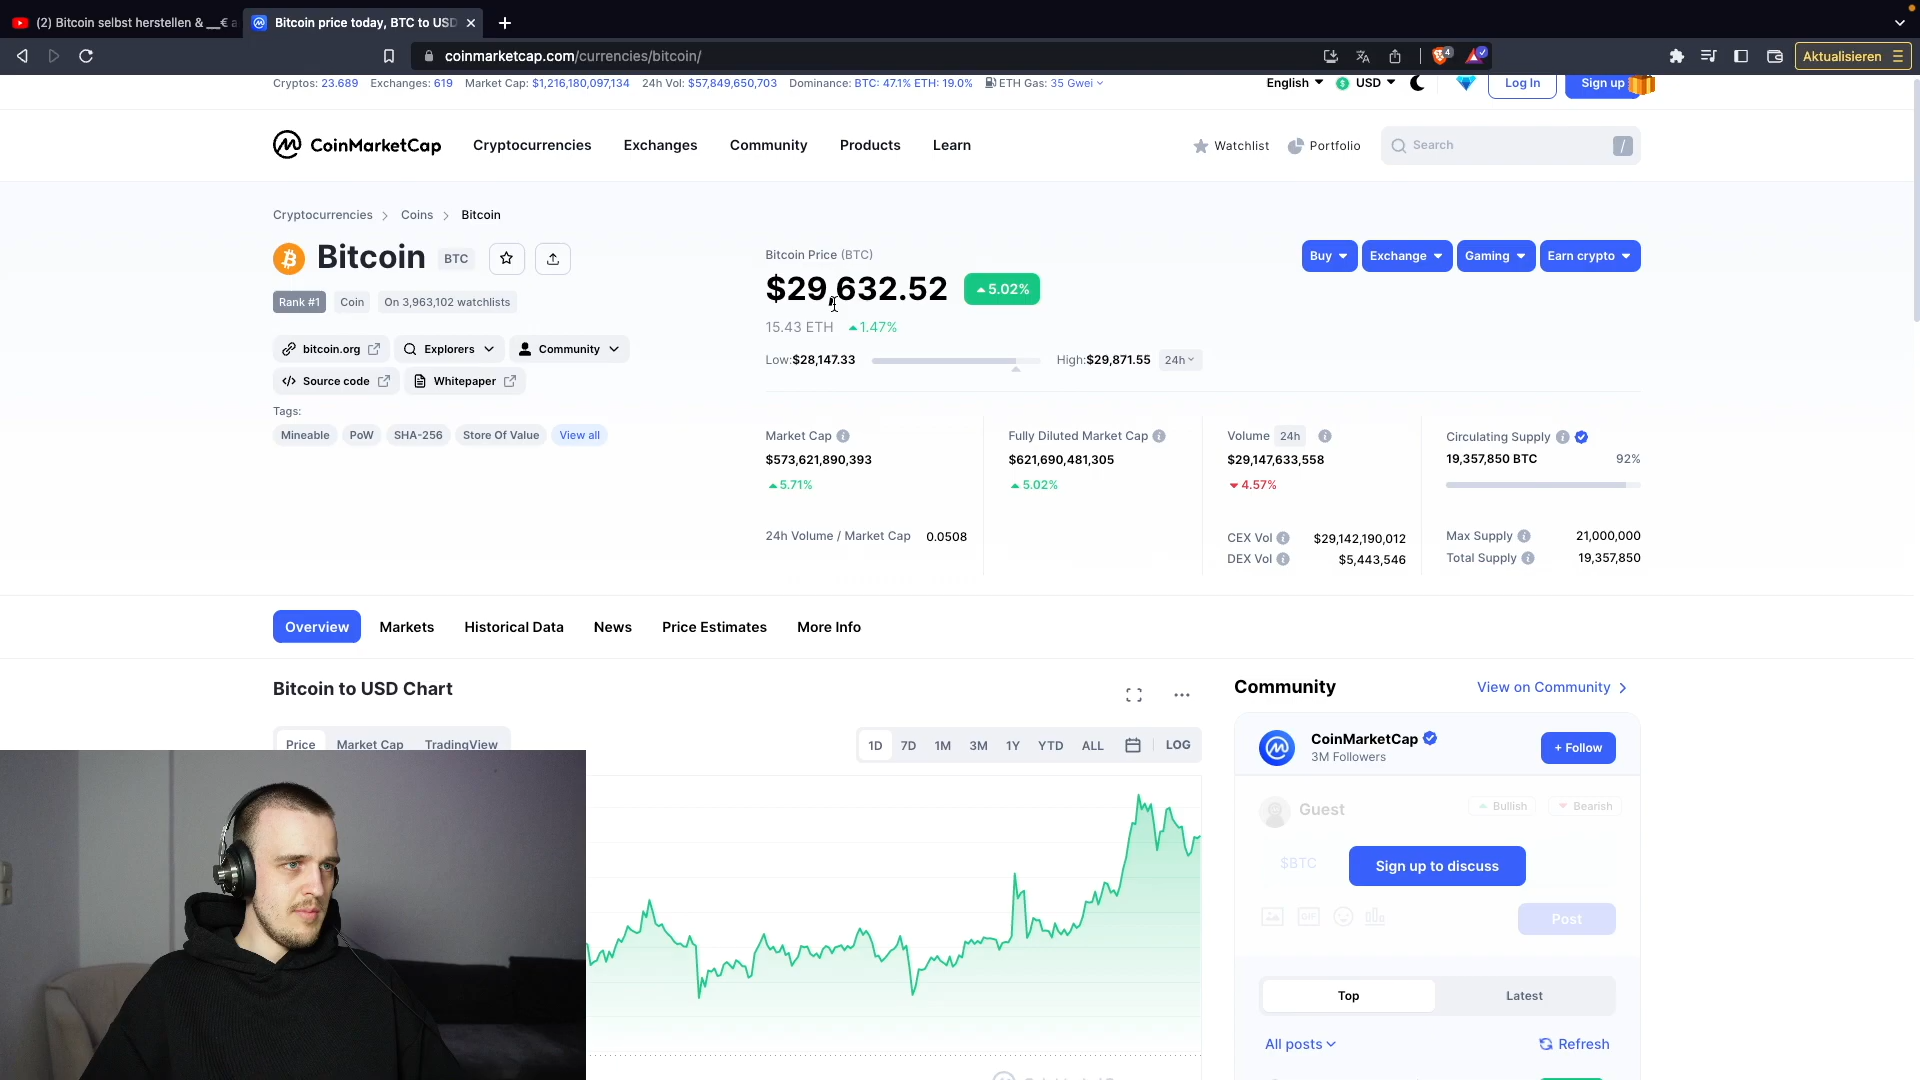 (2) Bitcoin selbst herstellen & __€
Bitcoin price today, BTC to USD
coinmarketcap.com/currencies/bitcoin/
4
Aktualisieren
Cryptos: 23.689 Exchanges: 619 Market Cap: $1,216,180,097,134 24h Vol: $57,849,650,703 Dominance: BTC: 47.1% ETH: 19.0% ETH Gas: 35 Gwei
English USD Log In Sign up
CoinMarketCap Cryptocurrencies Exchanges Community Products Learn
Watchlist Portfolio Search /
Cryptocurrencies > Coins > Bitcoin
Bitcoin BTC
Rank #1 Coin On 3,963,102 watchlists
bitcoin.org Explorers Community
Source code Whitepaper
Tags:
Mineable PoW SHA-256 Store Of Value View all
Bitcoin Price (BTC)
$29,632.52 5.02%
15.43 ETH 1.47%
Low:$28,147.33 High:$29,871.55 24h
Buy Exchange Gaming Earn crypto
Market Cap
$573,621,890,393
5.71%
24h Volume / Market Cap 0.0508
Fully Diluted Market Cap
$621,690,481,305
5.02%
Volume 24h
$29,147,633,558
4.57%
CEX Vol $29,142,190,012
DEX Vol $5,443,546
Circulating Supply
19,357,850 BTC 92%
Max Supply 21,000,000
Total Supply 19,357,850
Overview Markets Historical Data News Price Estimates More Info
Bitcoin to USD Chart
Price Market Cap TradingView
1D 7D 1M 3M 1Y YTD ALL LOG
Community View on Community >
CoinMarketCap
3M Followers
+ Follow
Guest Bullish Bearish
$BTC
Sign up to discuss
GIF
Post
Top Latest
All posts Refresh